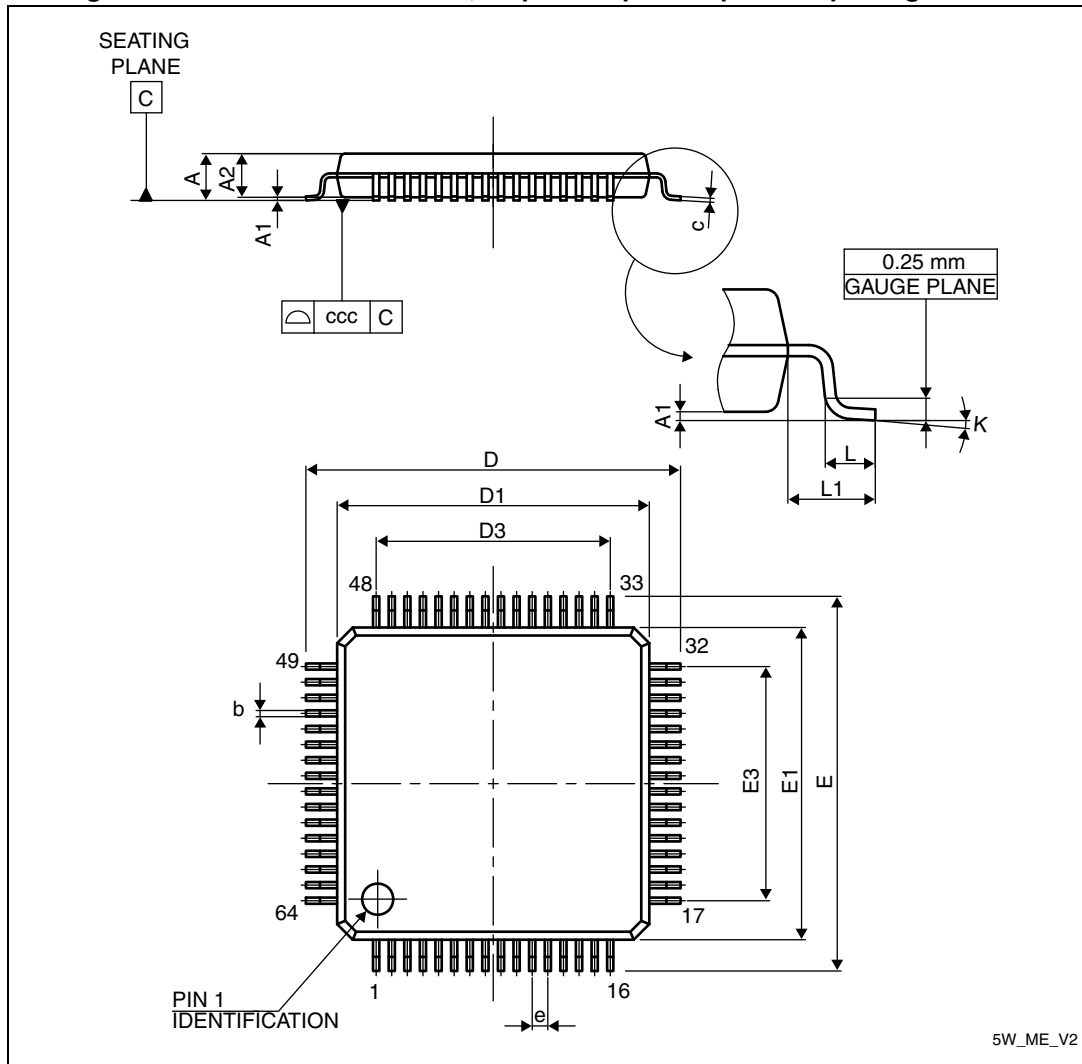 SEATING
PLANE
C
A
A2
A1
c
ccc C
0.25 mm
GAUGE PLANE
A1
K
L
L1
D
D1
D3
48
33
49
32
b
E3
E1
E
64
17
1
16
e
PIN 1
IDENTIFICATION
5W_ME_V2